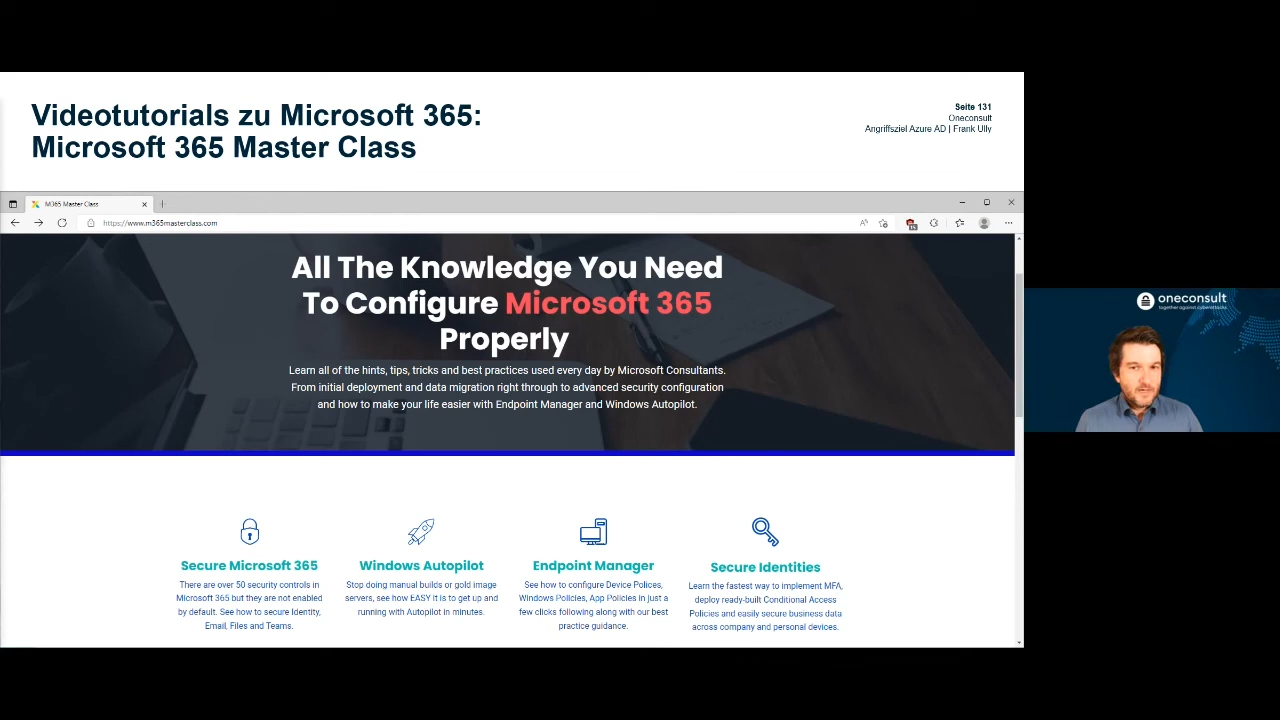 Videotutorials zu Microsoft 365:
Microsoft 365 Master Class
Seite 131
Oneconsult
Angriffsziel Azure AD | Frank Ully
M365 Master Class
https://www.m365masterclass.com
All The Knowledge You Need
To Configure Microsoft 365
Properly
Learn all of the hints, tips, tricks and best practices used every day by Microsoft Consultants.
From initial deployment and data migration right through to advanced security configuration
and how to make your life easier with Endpoint Manager and Windows Autopilot.
Secure Microsoft 365
There are over 50 security controls in
Microsoft 365 but they are not enabled
by default. See how to secure Identity,
Email, Files and Teams.
Windows Autopilot
Stop doing manual builds or gold image
servers, see how EASY it is to get up and
running with Autopilot in minutes.
Endpoint Manager
See how to configure Device Polices,
Windows Policies, App Policies in just a
few clicks following along with our best
practice guidance.
Secure Identities
Learn the fastest way to implement MFA,
deploy ready-built Conditional Access
Policies and easily secure business data
across company and personal devices.
oneconsult
together against cyberattacks